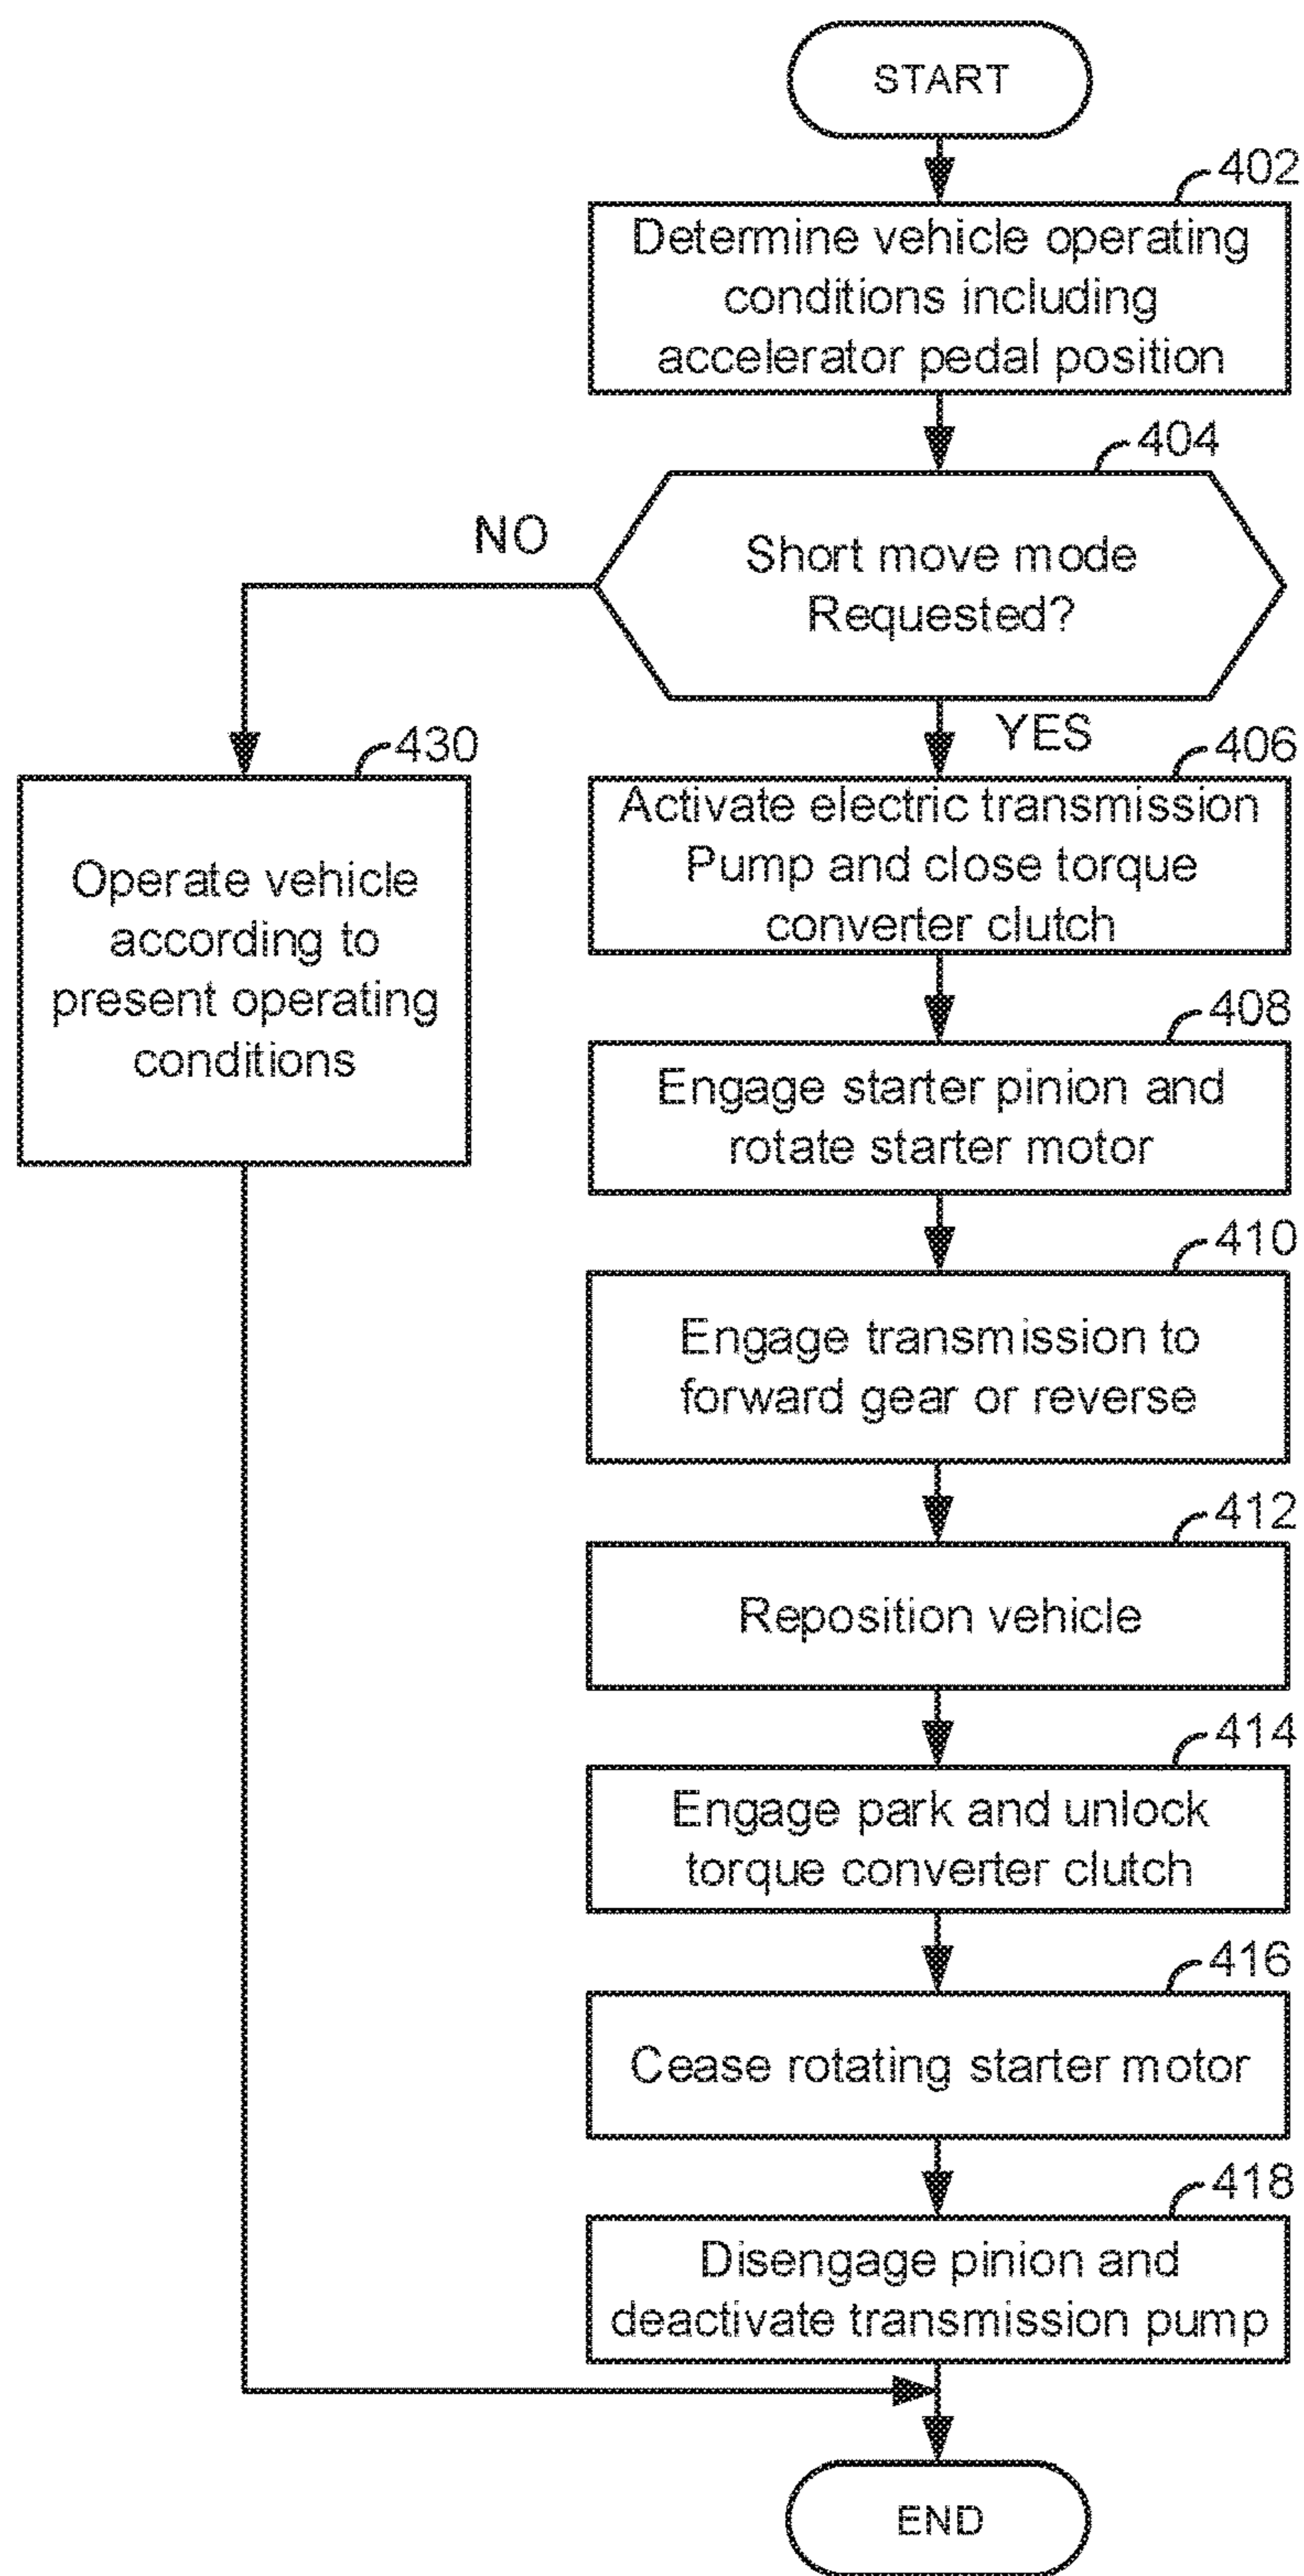 START
402
Determine vehicle operating
conditions including
accelerator pedal position
404
Short move mode
Requested?
NO
YES
430
Operate vehicle
according to
present operating
conditions
406
Activate electric transmission
Pump and close torque
converter clutch
408
Engage starter pinion and
rotate starter motor
410
Engage transmission to
forward gear or reverse
412
Reposition vehicle
414
Engage park and unlock
torque converter clutch
416
Cease rotating starter motor
418
Disengage pinion and
deactivate transmission pump
END